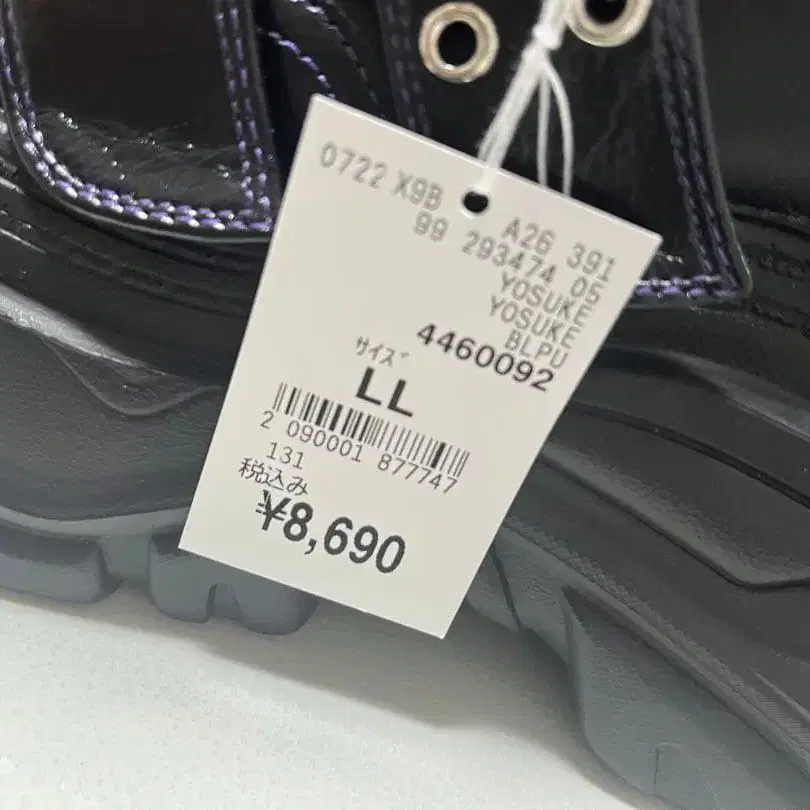 0722 X9B
A26 391
99 293474 05
YOSUKE
YOSUKE
BLPU
4460092
ｻｲｽﾞ
LL
2 090001 877747
131
税込み
¥8,690